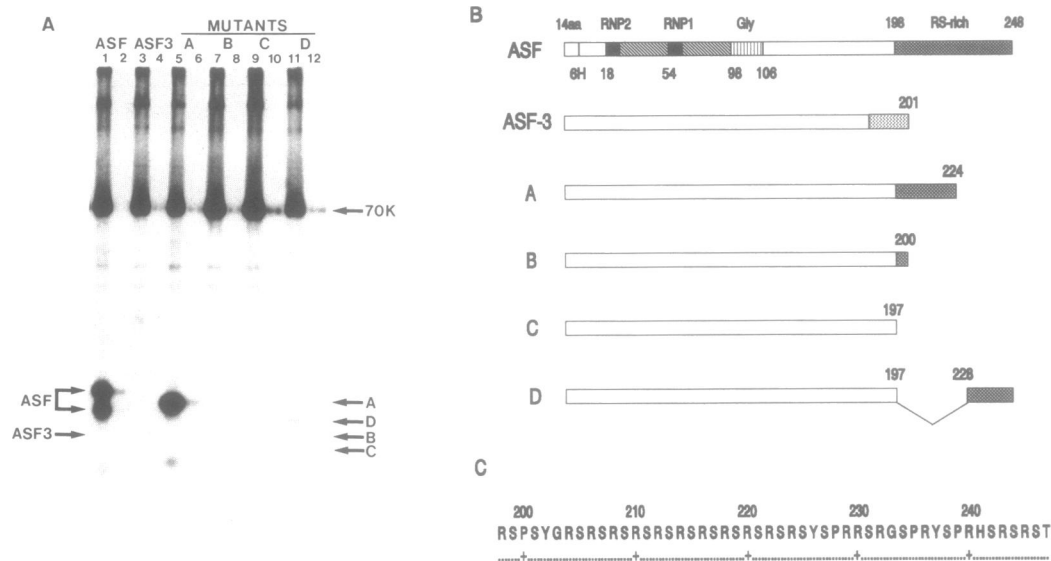 A
MUTANTS
ASF ASF3 A B C D
1 2 3 4 5 6 7 8 9 10 11 12
70K
ASF
ASF3
A
D
B
C
B
14aa RNP2 RNP1 Gly 198 RS-rich 248
ASF
6H 18 54 98 106
201
ASF-3
224
A
200
B
197
C
197 228
D
C
200 210 220 230 240
RSPSYGRSRSRSRSRSRSRSRSRSNSRSRSYSPRRSRGSPRYSPRHSRSRST